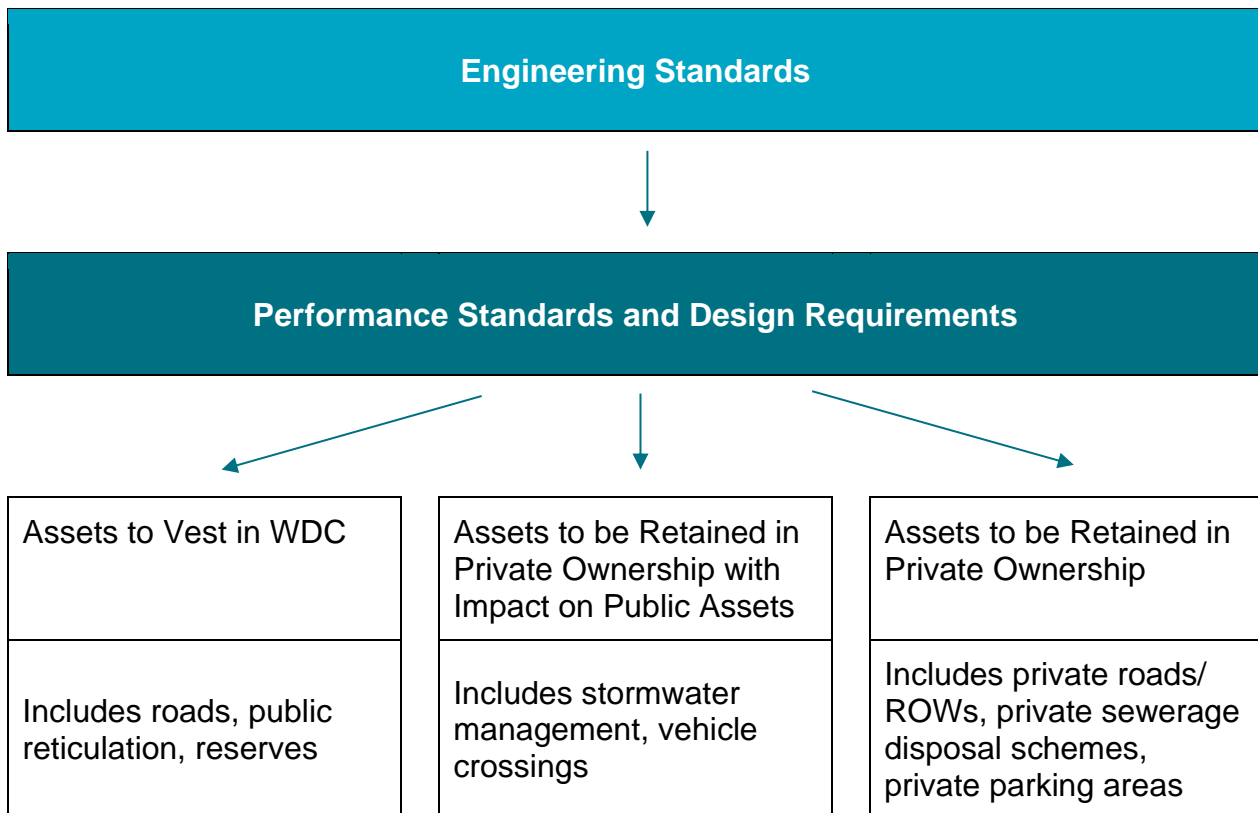 Engineering Standards
Performance Standards and Design Requirements
Assets to Vest in WDC
Includes roads, public
reticulation, reserves
Assets to be Retained in
Private Ownership with
Impact on Public Assets
Includes stormwater
management, vehicle
crossings
Assets to be Retained in
Private Ownership
Includes private roads/
ROWs, private sewerage
disposal schemes,
private parking areas